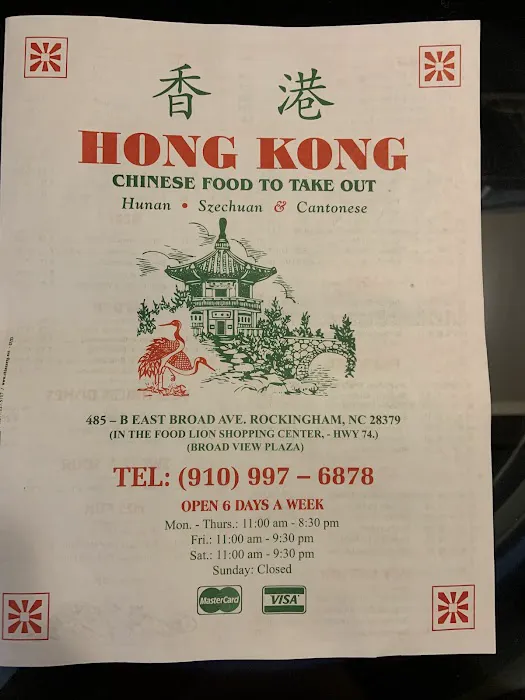 香 港
HONG KONG
CHINESE FOOD TO TAKE OUT
Hunan • Szechuan & Cantonese
485 – B EAST BROAD AVE. ROCKINGHAM, NC 28379
(IN THE FOOD LION SHOPPING CENTER, - HWY 74.)
(BROAD VIEW PLAZA)
TEL: (910) 997 – 6878
OPEN 6 DAYS A WEEK
Mon. - Thurs.: 11:00 am - 8:30 pm
Fri.: 11:00 am - 9:30 pm
Sat.: 11:00 am - 9:30 pm
Sunday: Closed
MasterCard VISA